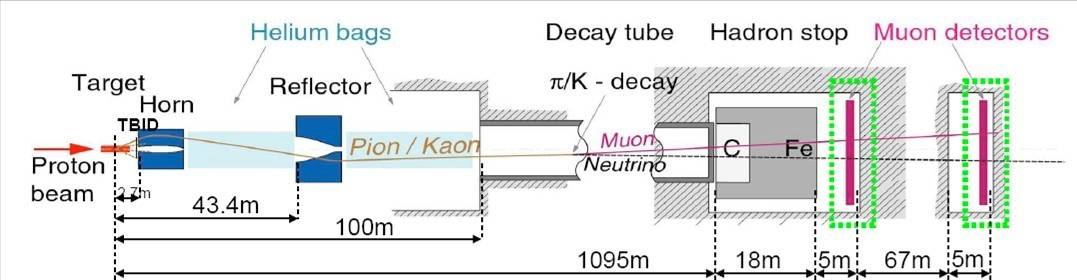 Helium bags
Decay tube
Hadron stop
Muon detectors
Target
Horn
Reflector
π/K - decay
TBID
Proton
beam
Pion / Kaon
Muon
Neutrino
C
Fe
2.7m
43.4m
100m
1095m
18m
5m
67m
5m